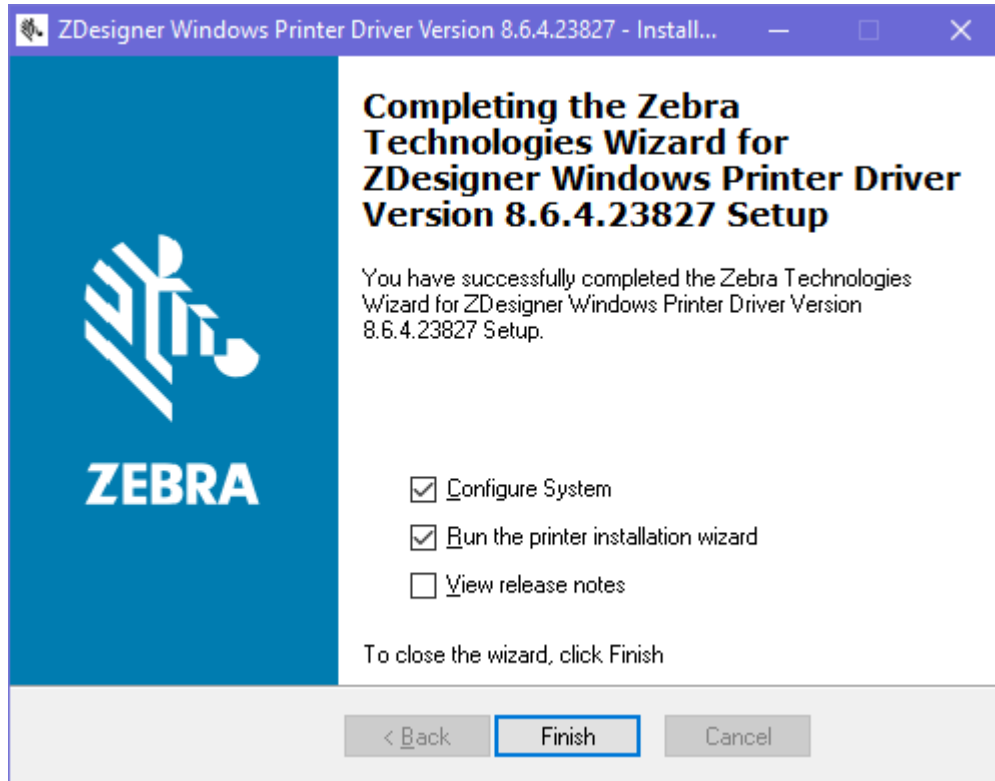 ZDesigner Windows Printer Driver Version 8.6.4.23827 - Install...
Completing the Zebra
Technologies Wizard for
ZDesigner Windows Printer Driver
Version 8.6.4.23827 Setup
You have successfully completed the Zebra Technologies
Wizard for ZDesigner Windows Printer Driver Version
8.6.4.23827 Setup.
ZEBRA
Configure System
Run the printer installation wizard
View release notes
To close the wizard, click Finish
< Back Finish Cancel